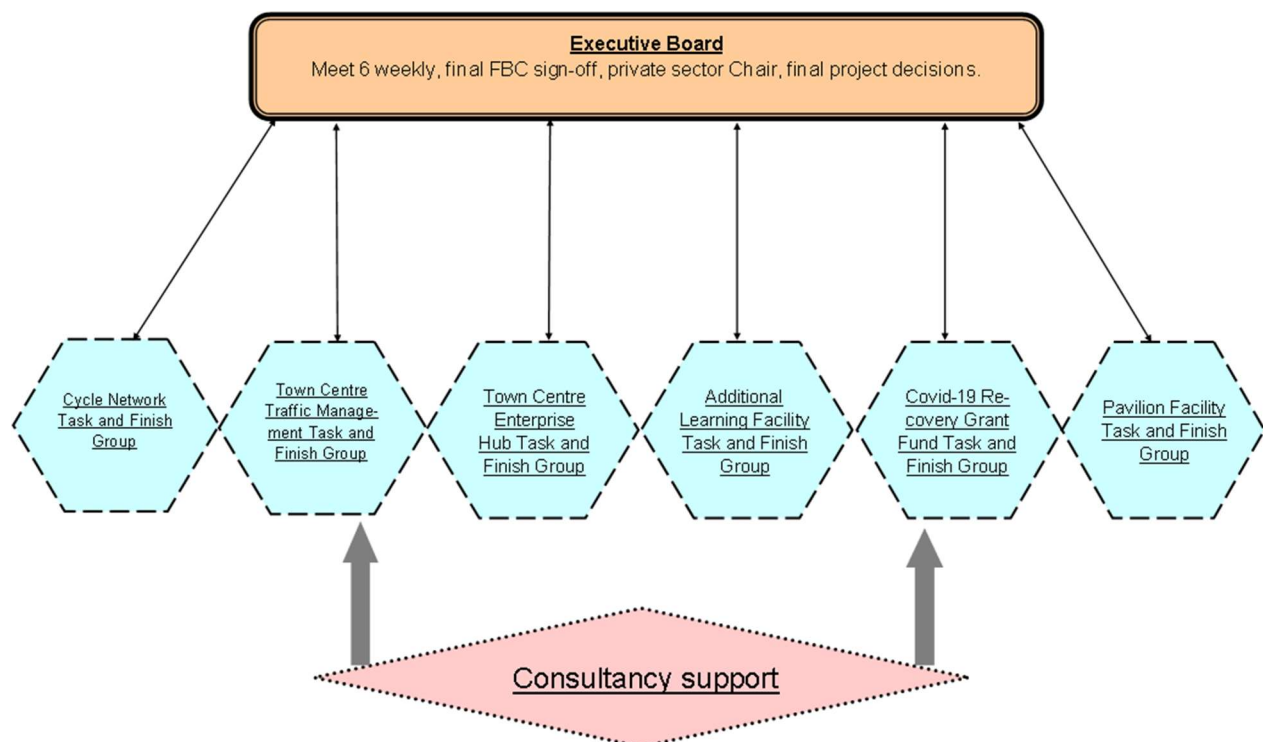 Executive Board
Meet 6 weekly, final FBC sign-off, private sector Chair, final project decisions.
Cycle Network
Task and Finish
Group
Town Centre
Traffic Manage-
ment Task and
Finish Group
Town Centre
Enterprise
Hub Task and
Finish Group
Additional
Learning Facility
Task and Finish
Group
Covid-19 Re-
covery Grant
Fund Task and
Finish Group
Pavilion Facility
Task and Finish
Group
Consultancy support